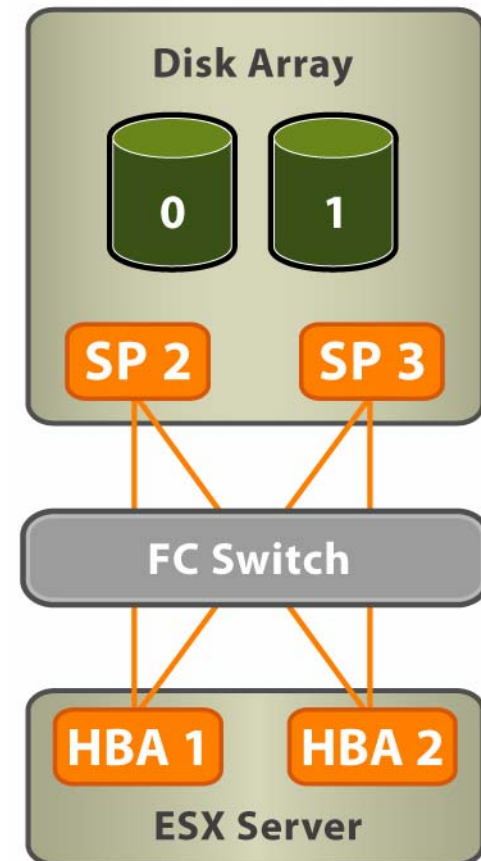 Disk Array
0 1
SP 2 SP 3
FC Switch
HBA 1 HBA 2
ESX Server